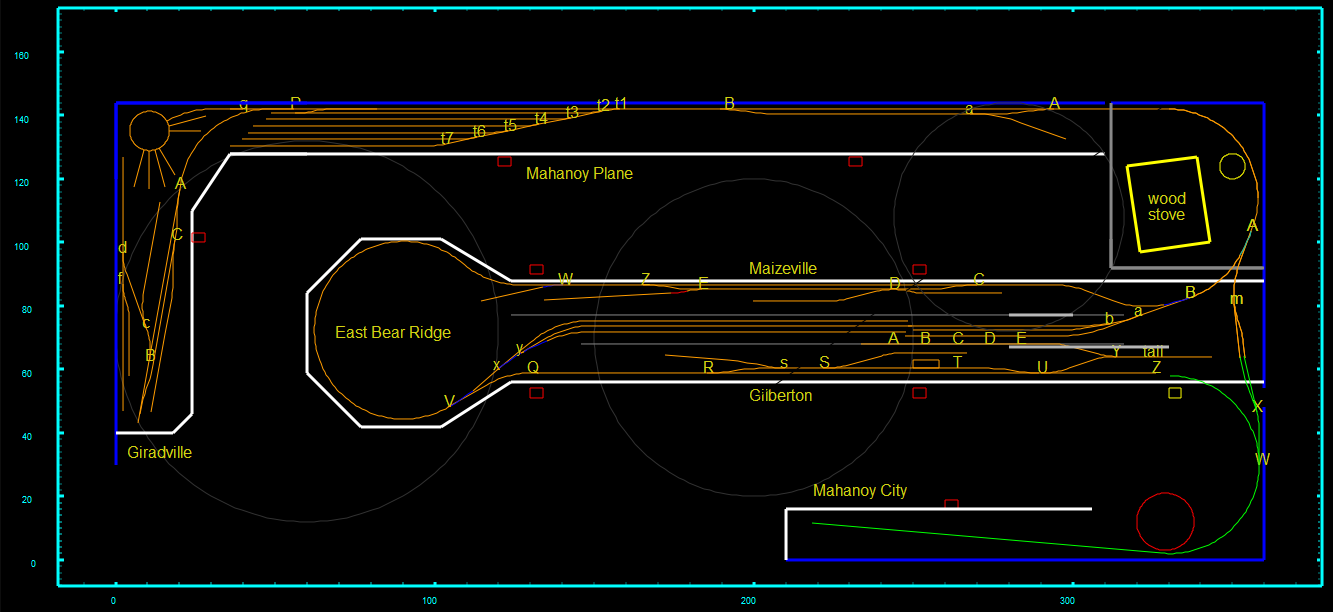 160
140
120
100
80
60
40
20
0
0
100
200
300
q
P
t2
t1
B
a
A
t3
t4
t5
t6
t7
Mahanoy Plane
A
C
d
f
c
B
Giradville
wood
stove
A
B
m
a
b
Maizeville
W
Z
E
D
C
East Bear Ridge
A
B
C
D
E
y
x
Q
V
R
s
S
T
U
Y
tail
Z
Gilberton
X
W
Mahanoy City